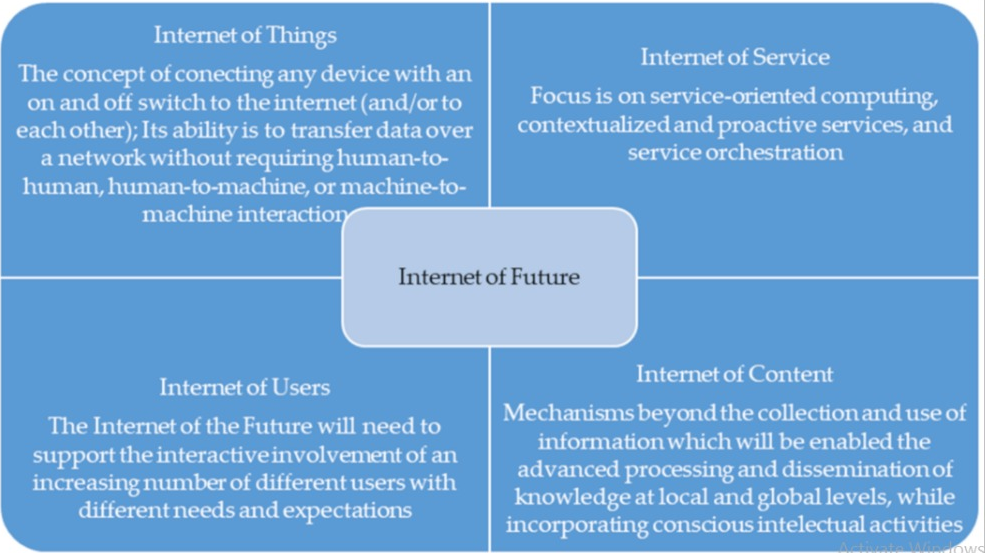 Internet of Things
The concept of conecting any device with an
on and off switch to the internet (and/or to
each other); Its ability is to transfer data over
a network without requiring human-to-
human, human-to-machine, or machine-to-
machine interaction
Internet of Service
Focus is on service-oriented computing,
contextualized and proactive services, and
service orchestration
Internet of Future
Internet of Users
The Internet of the Future will need to
support the interactive involvement of an
increasing number of different users with
different needs and expectations
Internet of Content
Mechanisms beyond the collection and use of
information which will be enabled the
advanced processing and dissemination of
knowledge at local and global levels, while
incorporating conscious intelectual activities
Activate Windows